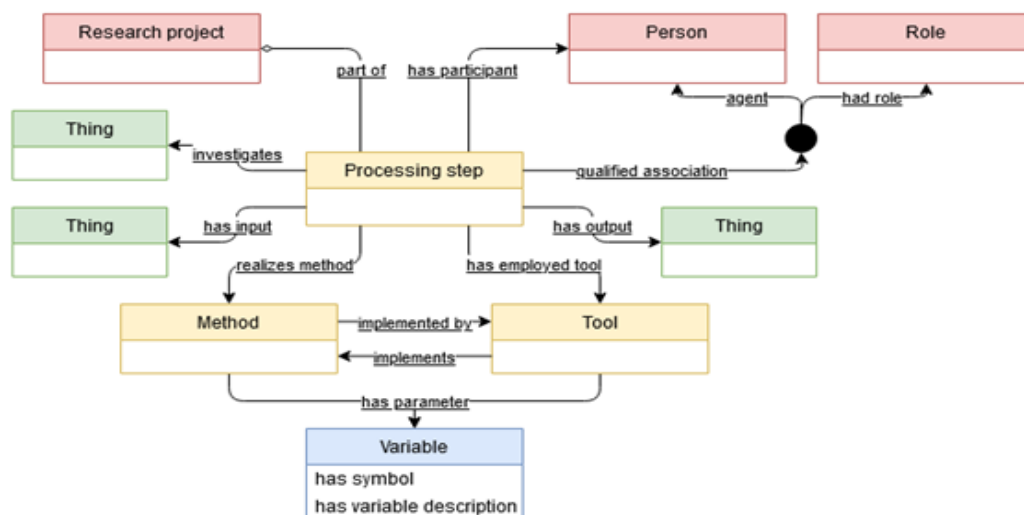 Research project
Person
Role
part of
has participant
agent
had role
Thing
investigates
Processing step
qualified association
Thing
has input
has output
Thing
realizes method
has employed tool
Method
implemented by
Tool
implements
has parameter
Variable
has symbol
has variable description